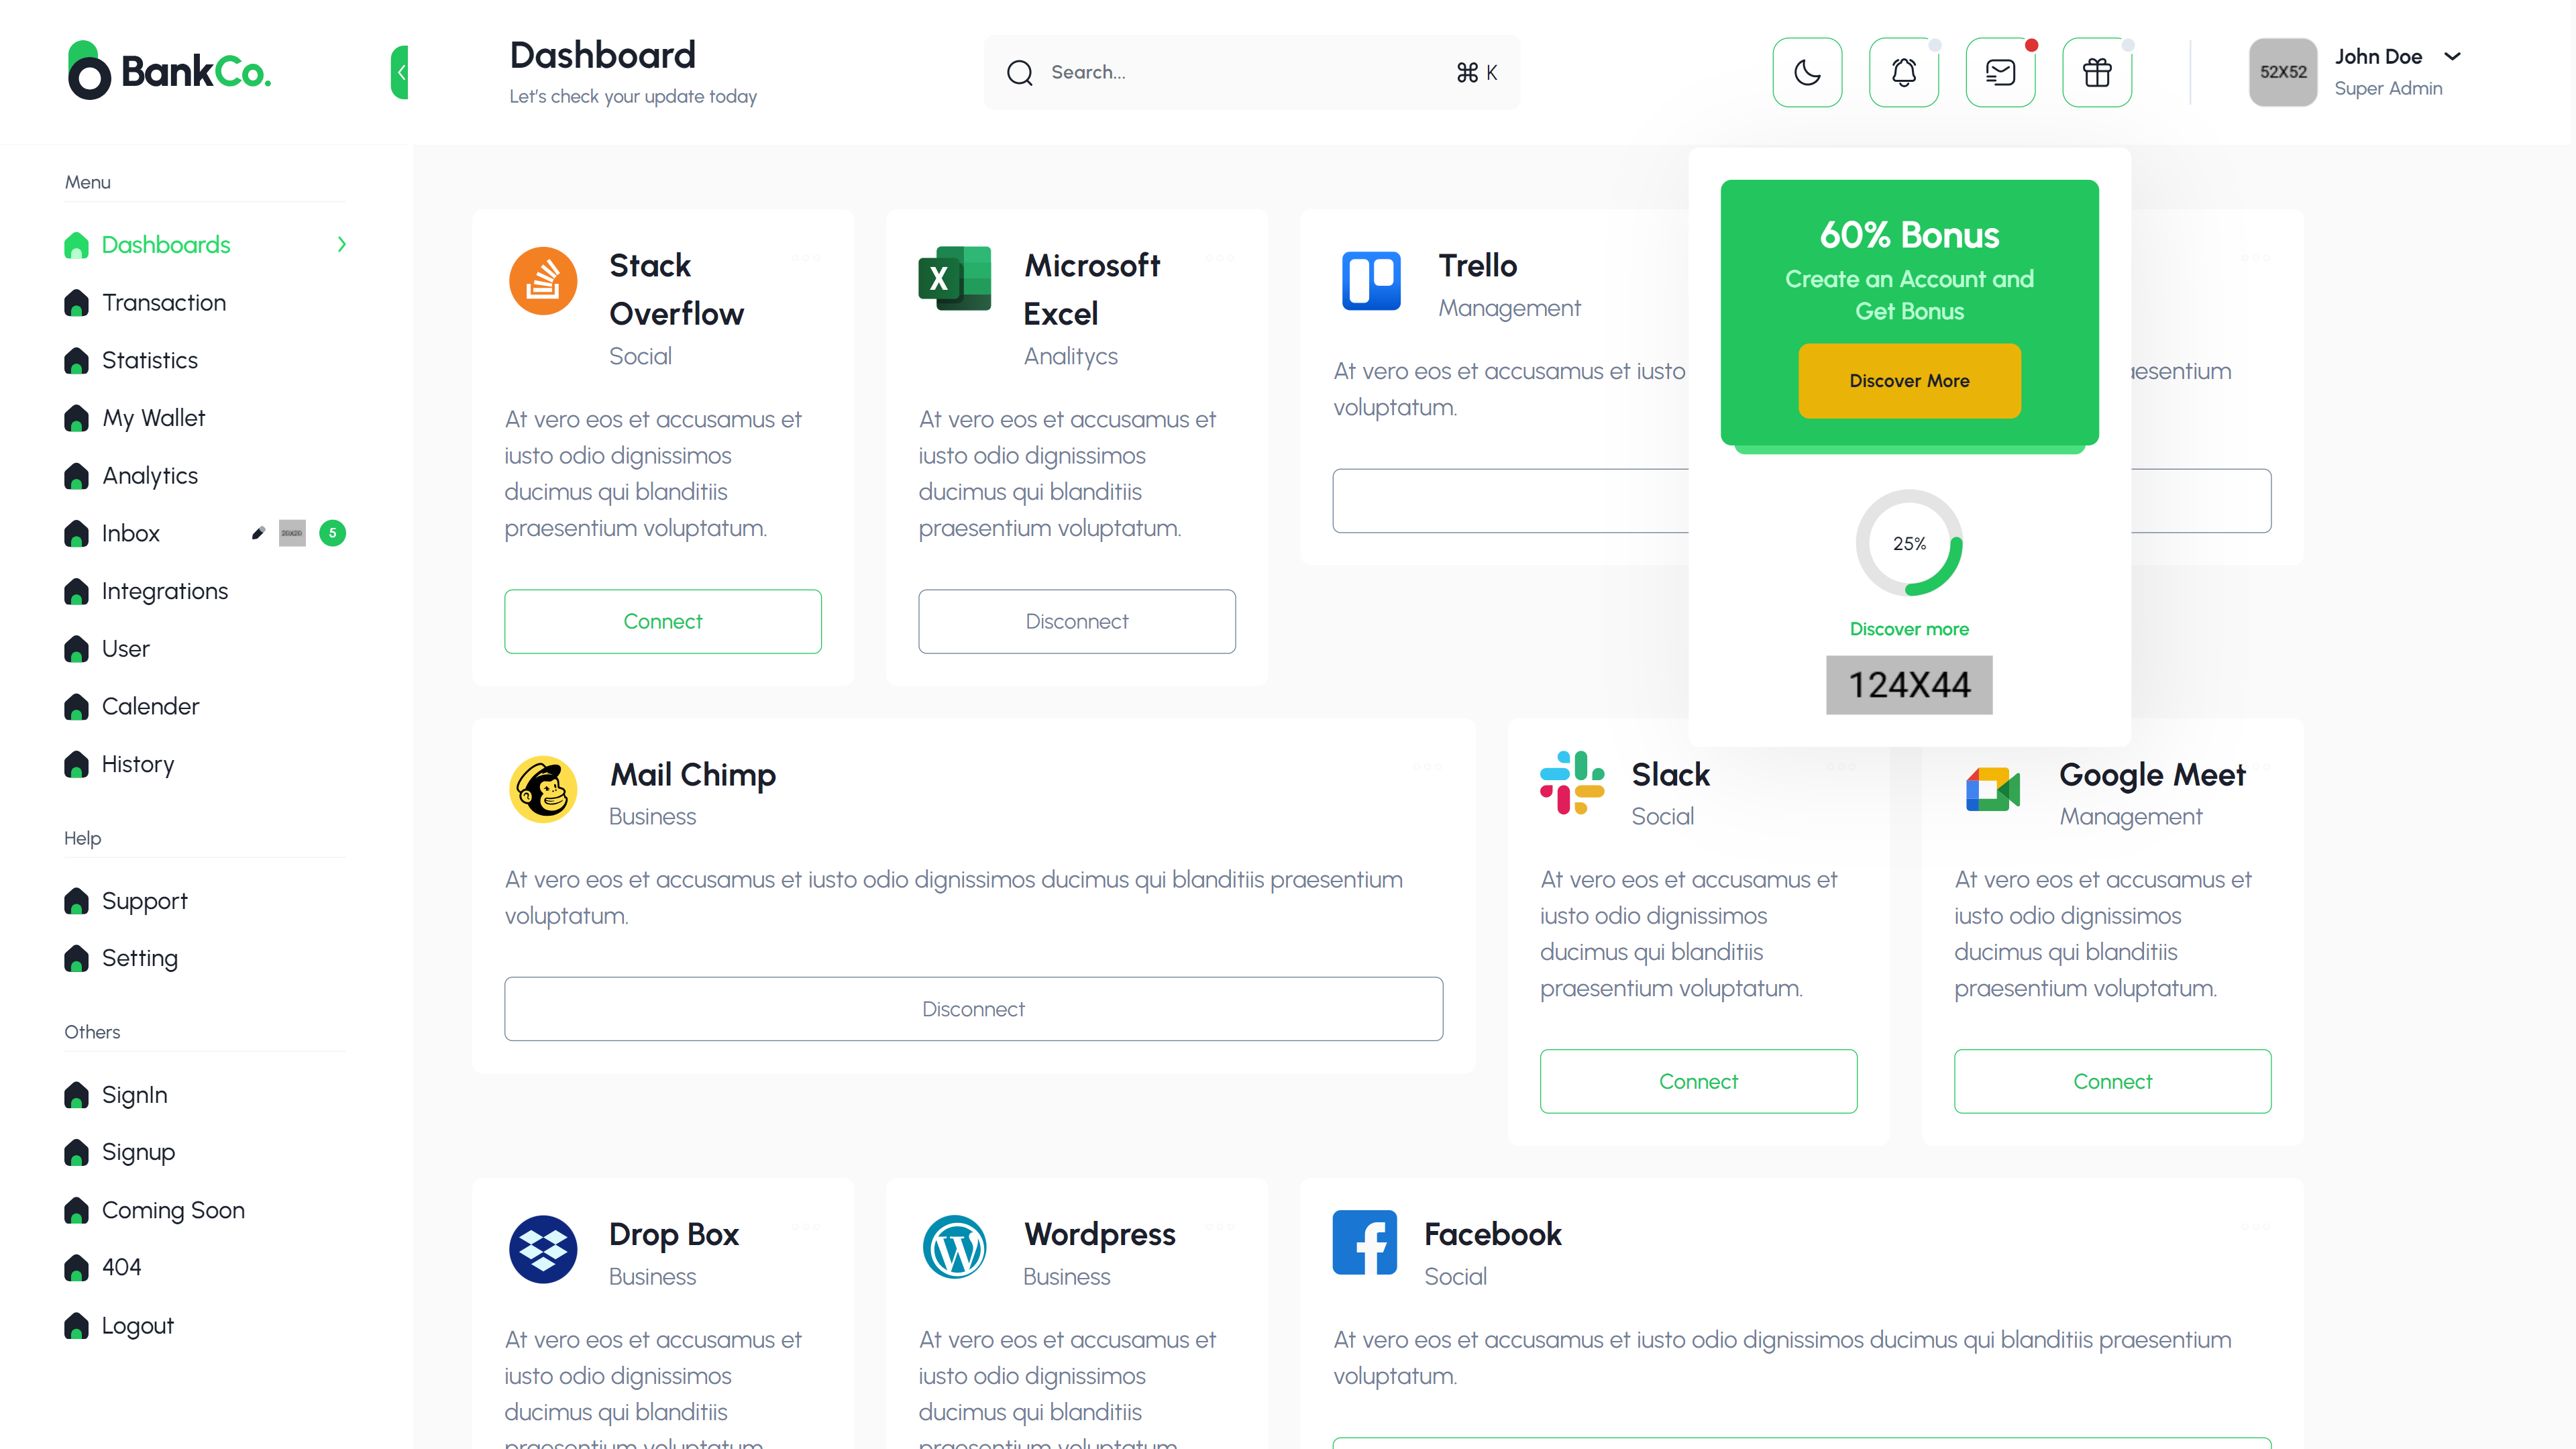 BankCo.
Dashboard
Let's check your update today
Search...
⌘ K
52X52
John Doe
Super Admin
Menu
Dashboards
Transaction
Statistics
My Wallet
Analytics
Inbox
5
Integrations
User
Calender
History
Help
Support
Setting
Others
SignIn
Signup
Coming Soon
404
Logout
Stack
Overflow
Social
At vero eos et accusamus et
iusto odio dignissimos
ducimus qui blanditiis
praesentium voluptatum.
Connect
Microsoft
Excel
Analitycs
At vero eos et accusamus et
iusto odio dignissimos
ducimus qui blanditiis
praesentium voluptatum.
Disconnect
Trello
Management
At vero eos et accusamus et iusto
voluptatum.
60% Bonus
Create an Account and
Get Bonus
Discover More
25%
Discover more
124X44
Mail Chimp
Business
At vero eos et accusamus et iusto odio dignissimos ducimus qui blanditiis praesentium
voluptatum.
Disconnect
Slack
Social
At vero eos et accusamus et
iusto odio dignissimos
ducimus qui blanditiis
praesentium voluptatum.
Connect
Google Meet
Management
At vero eos et accusamus et
iusto odio dignissimos
ducimus qui blanditiis
praesentium voluptatum.
Connect
Drop Box
Business
At vero eos et accusamus et
iusto odio dignissimos
ducimus qui blanditiis
praesentium voluptatum.
Wordpress
Business
At vero eos et accusamus et
iusto odio dignissimos
ducimus qui blanditiis
praesentium voluptatum.
Facebook
Social
At vero eos et accusamus et iusto odio dignissimos ducimus qui blanditiis praesentium
voluptatum.